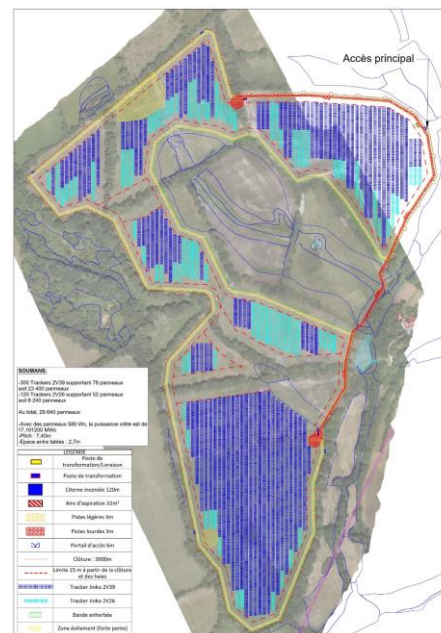 Accès principal
SOUMANS:
-300 Trackers 2V39 supportant 78 panneaux
soit 23 400 panneaux
-120 Trackers 2V26 supportant 52 panneaux
soit 6 240 panneaux
Au total, 29 640 panneaux
-Avec des panneaux 580 Wc, la puissance crête est de
17,191200 MWc
-Pitch : 7,40m
-Espace entre tables : 2,7m
LEGENDE
Poste de
transformation/Livraison
Poste de transformation
Citerne incendie 120m
Aire d'aspiration 32m²
Pistes légères 4m
Pistes lourdes 3m
Portail d'accès 6m
Clôture : 3900m
Limite 15 m à partir de la clôture
et des haies
Tracker Jinko 2V39
Tracker Jinko 2V26
Bande enherbée
Zone évitement (forte pente)